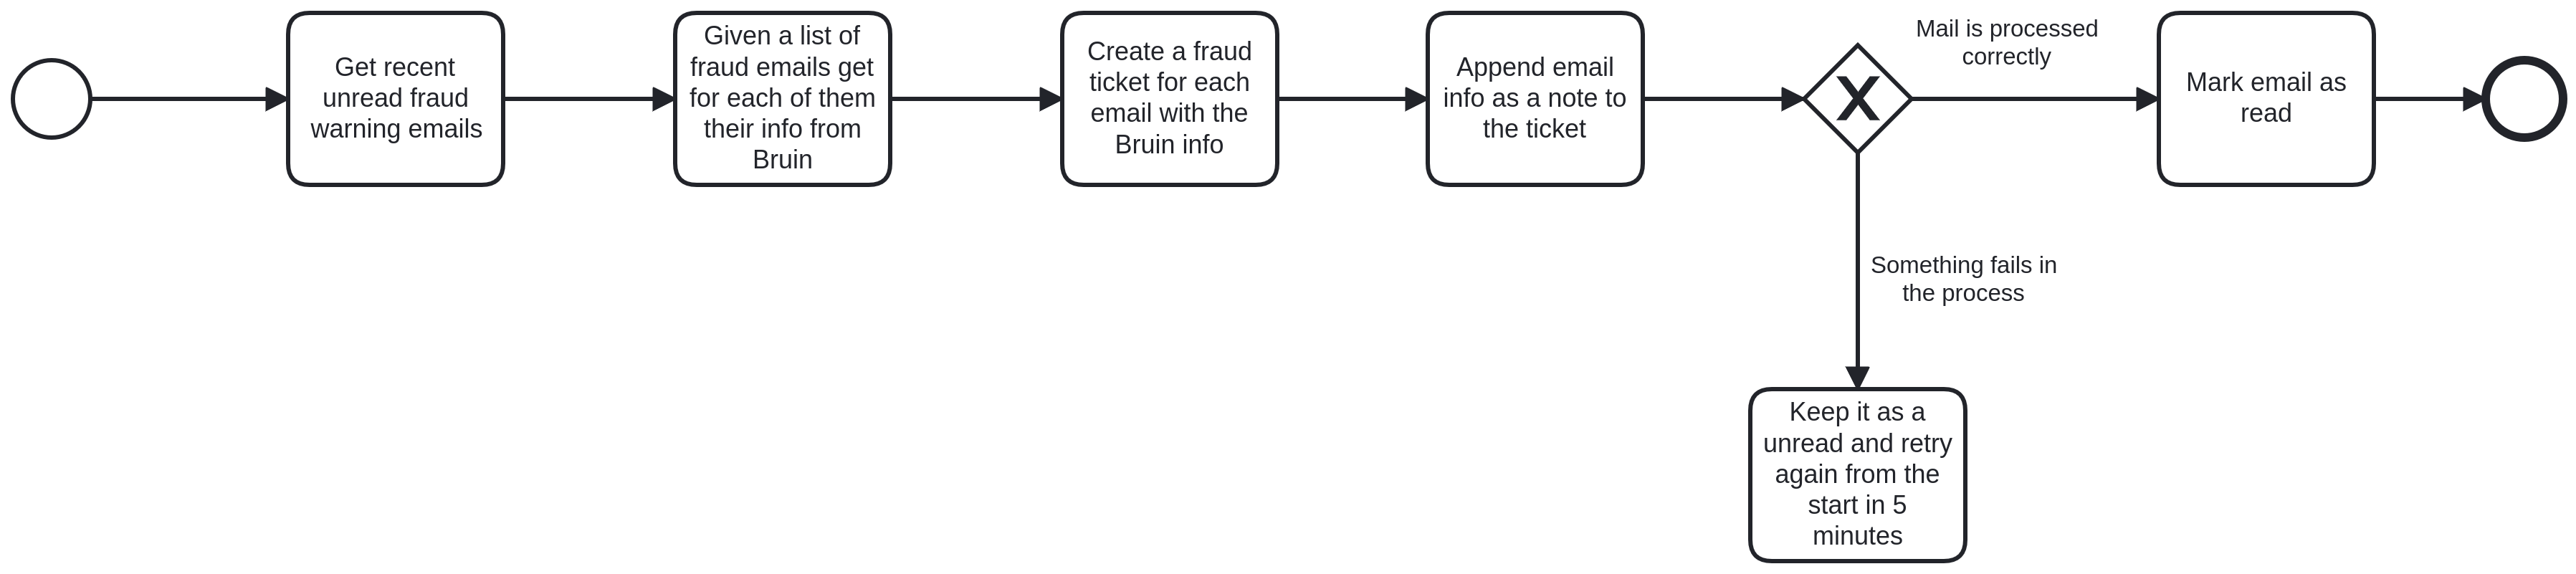 Get recent
unread fraud
warning emails
Given a list of
fraud emails get
for each of them
their info from
Bruin
Create a fraud
ticket for each
email with the
Bruin info
Append email
info as a note to
the ticket
X
Mail is processed
correctly
Mark email as
read
Something fails in
the process
Keep it as a
unread and retry
again from the
start in 5
minutes